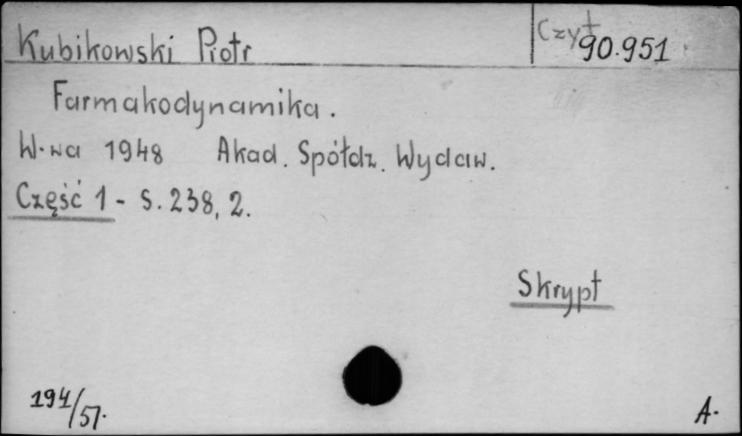 Kubikowski Piotr
Czyt 90.951
Farmakodynamika.
W-wa 1948 Akad. Spółdz. Wydaw.
Część 1 - S. 238, 2.
Skrypt
194/57.
A.